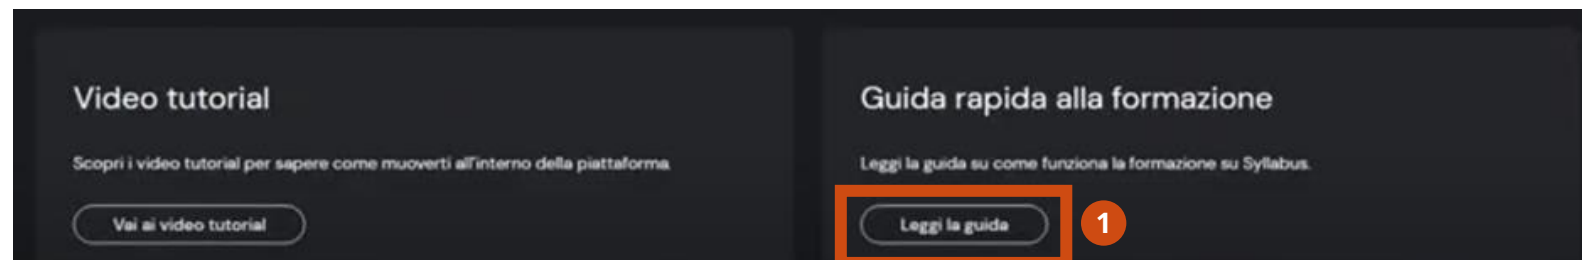 Video tutorial
Scopri i video tutorial per sapere come muoverti all'interno della piattaforma.
Vai ai video tutorial
Guida rapida alla formazione
Leggi la guida su come funziona la formazione su Syllabus.
Leggi la guida
1